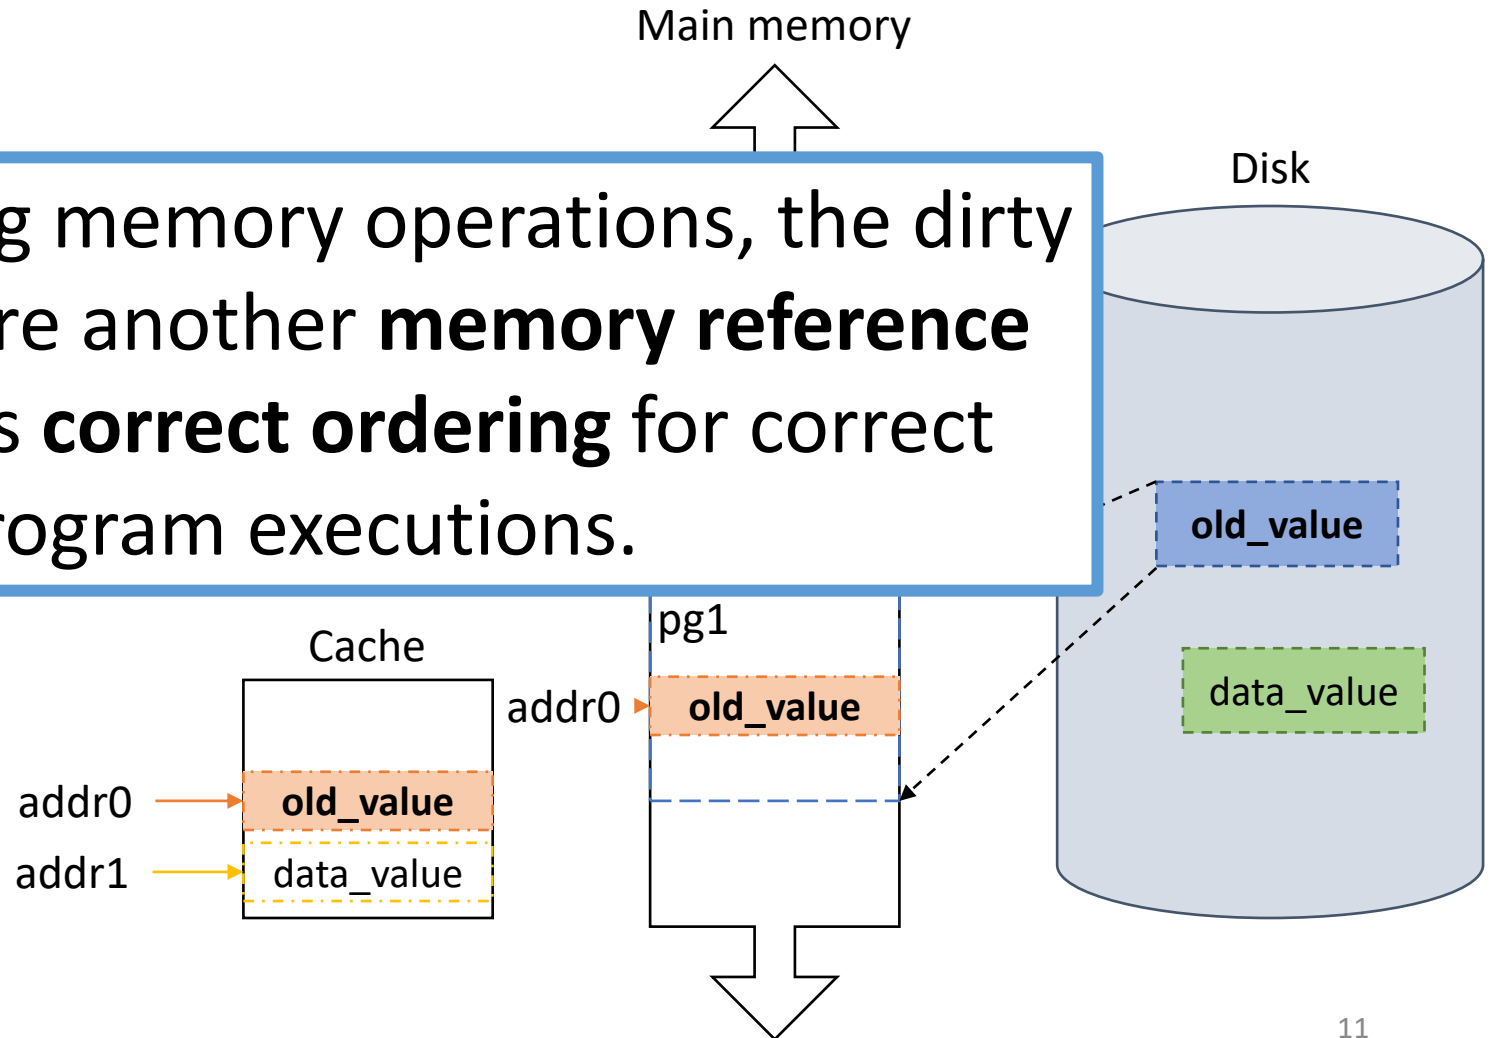 Main memory
Disk
g memory operations, the dirty
re another memory reference
s correct ordering for correct
rogram executions.
old_value
pg1
Cache
addr0
old_value
data_value
addr0
old_value
addr1
data_value
11